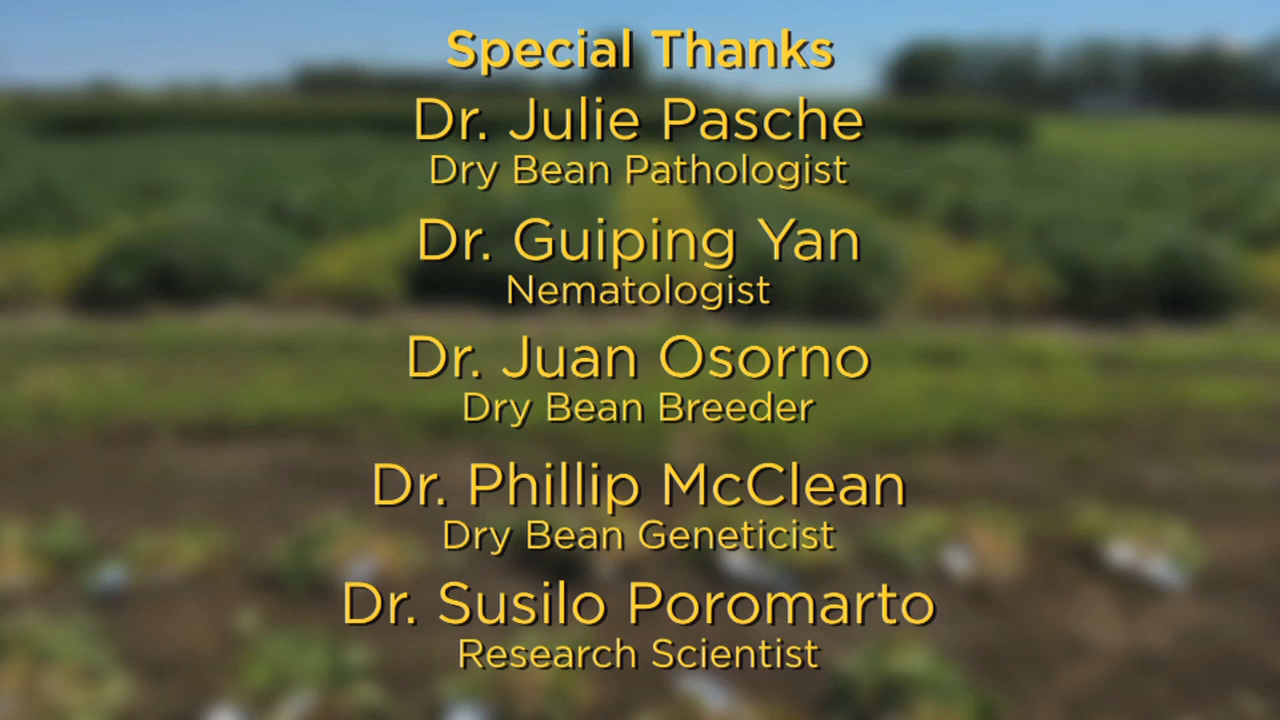 Special Thanks
Dr. Julie Pasche
Dry Bean Pathologist
Dr. Guiping Yan
Nematologist
Dr. Juan Osorno
Dry Bean Breeder
Dr. Phillip McClean
Dry Bean Geneticist
Dr. Susilo Poromarto
Research Scientist